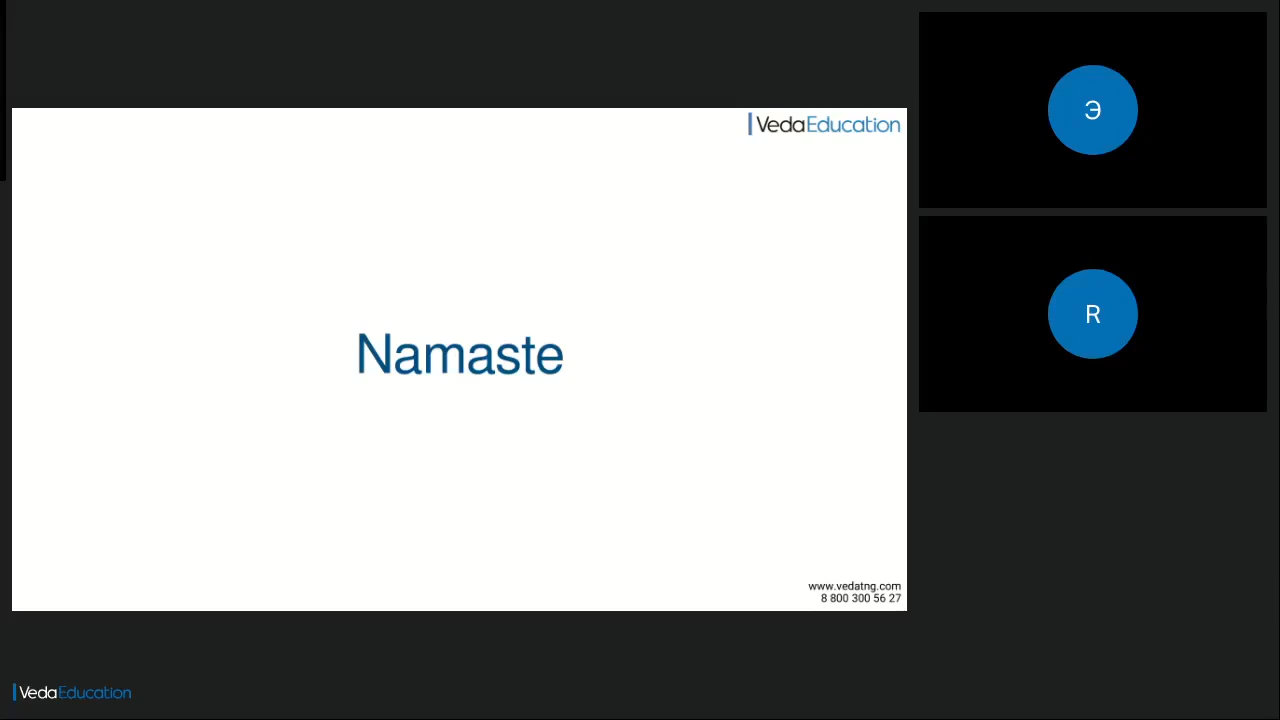 VedaEducation
Namaste
www.vedatng.com
8 800 300 56 27
Э
R
VedaEducation